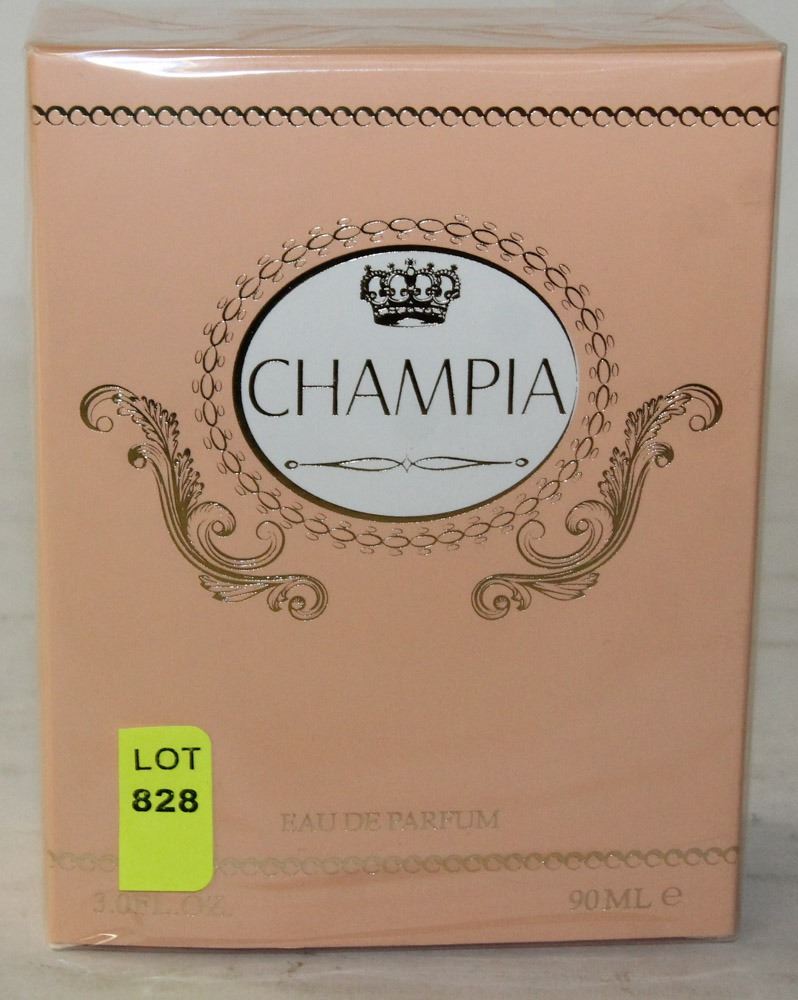 CHAMPIA
LOT
828
EAU DE PARFUM
3.0FL.OZ.
90ML ℮